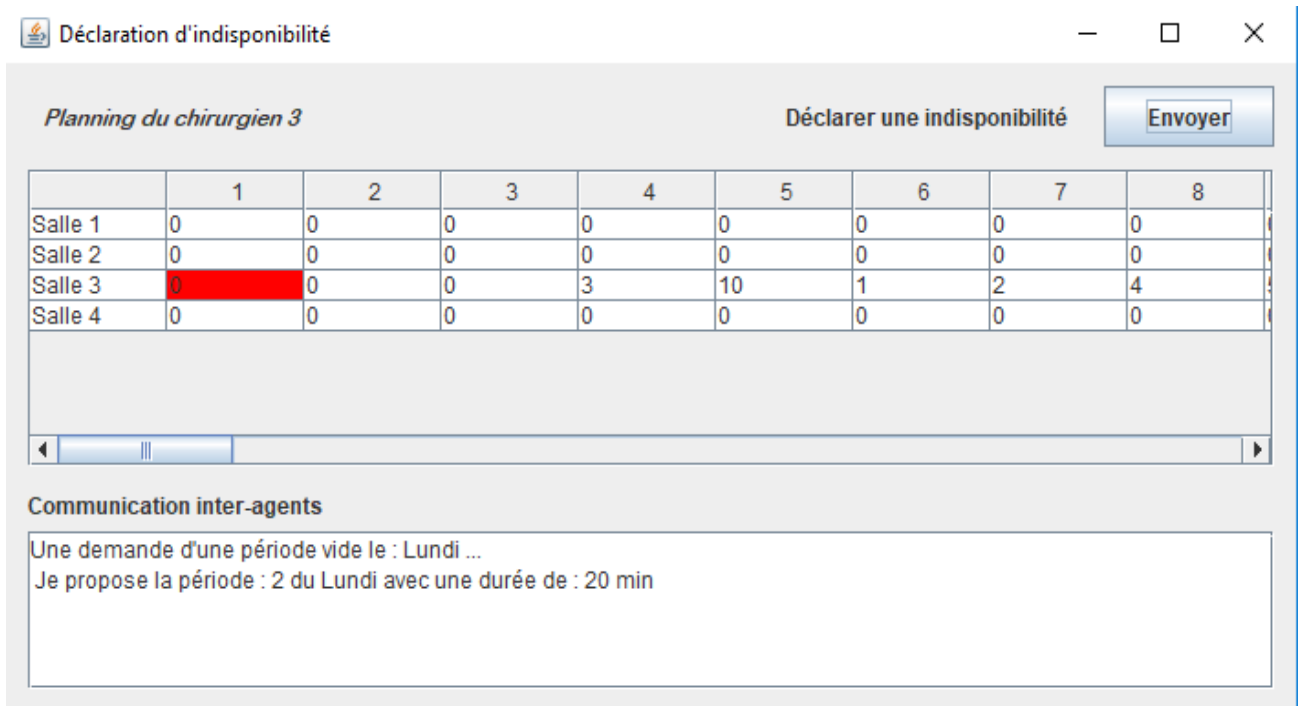 Déclaration d'indisponibilité
Planning du chirurgien 3 Déclarer une indisponibilité Envoyer
1 2 3 4 5 6 7 8
Salle 1 0 0 0 0 0 0 0 0
Salle 2 0 0 0 0 0 0 0 0
Salle 3 0 0 0 3 10 1 2 4
Salle 4 0 0 0 0 0 0 0 0
Communication inter-agents
Une demande d'une période vide le : Lundi ...
Je propose la période : 2 du Lundi avec une durée de : 20 min